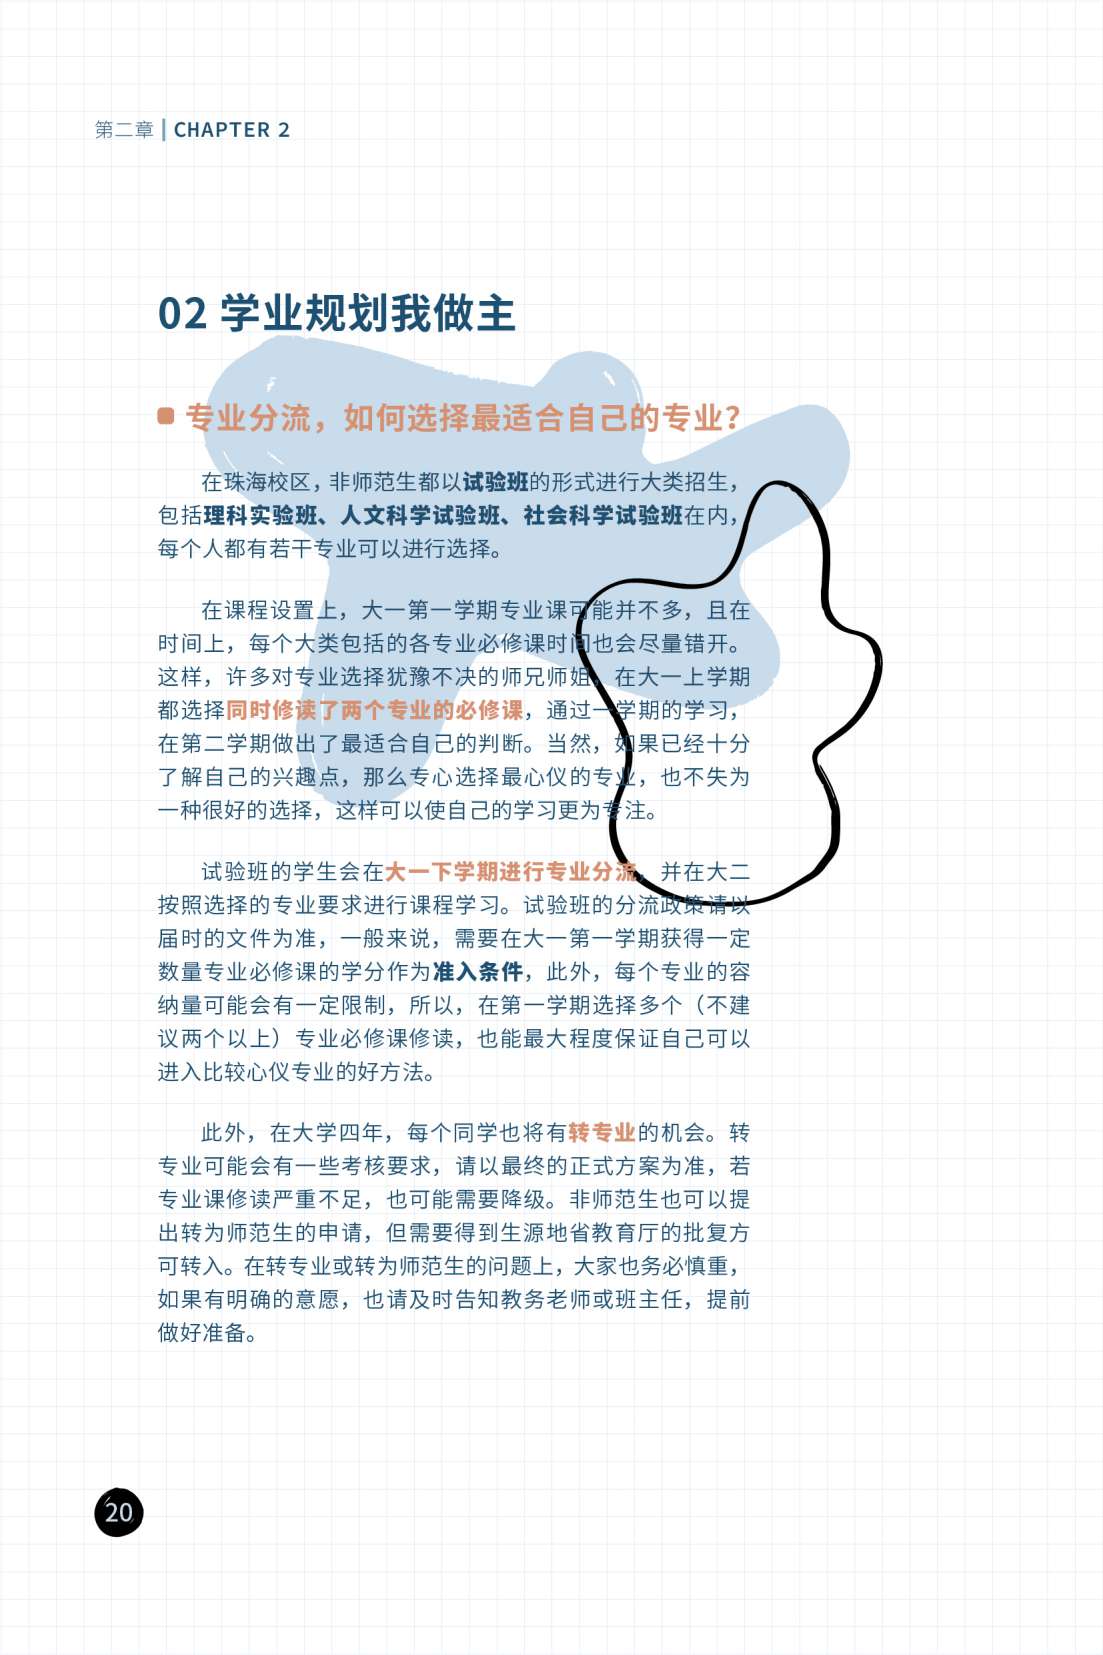 第二章 | CHAPTER 2
02 学业规划我做主
专业分流，如何选择最适合自己的专业？
在珠海校区，非师范生都以试验班的形式进行大类招生，
包括理科实验班、人文科学试验班、社会科学试验班在内，
每个人都有若干专业可以进行选择。
在课程设置上，大一第一学期专业课可能并不多，且在
时间上，每个大类包括的各专业必修课时间也会尽量错开。
这样，许多对专业选择犹豫不决的师兄师姐，在大一上学期
都选择同时修读了两个专业的必修课，通过一学期的学习，
在第二学期做出了最适合自己的判断。当然，如果已经十分
了解自己的兴趣点，那么专心选择最心仪的专业，也不失为
一种很好的选择，这样可以使自己的学习更为专注。
试验班的学生会在大一下学期进行专业分流，并在大二
按照选择的专业要求进行课程学习。试验班的分流政策请以
届时的文件为准，一般来说，需要在大一第一学期获得一定
数量专业必修课的学分作为准入条件，此外，每个专业的容
纳量可能会有一定限制，所以，在第一学期选择多个（不建
议两个以上）专业必修课修读，也能最大程度保证自己可以
进入比较心仪专业的好方法。
此外，在大学四年，每个同学也将有转专业的机会。转
专业可能会有一些考核要求，请以最终的正式方案为准，若
专业课修读严重不足，也可能需要降级。非师范生也可以提
出转为师范生的申请，但需要得到生源地省教育厅的批复方
可转入。在转专业或转为师范生的问题上，大家也务必慎重，
如果有明确的意愿，也请及时告知教务老师或班主任，提前
做好准备。
20